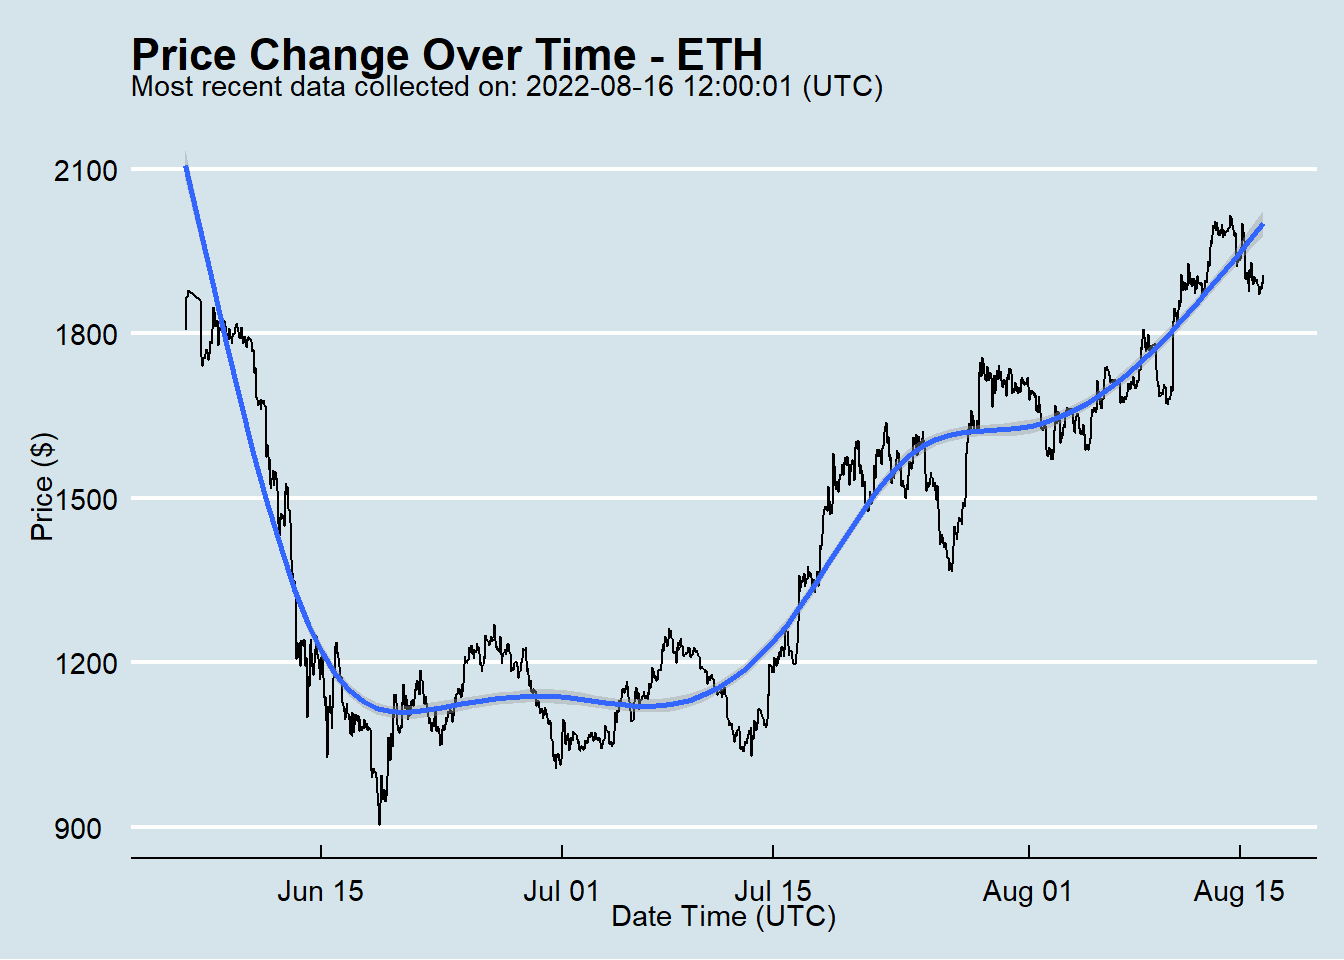 Price Change Over Time - ETH
Most recent data collected on: 2022-08-16 12:00:01 (UTC)
Price ($)
2100
1800
1500
1200
900
Jun 15
Jul 01
Jul 15
Aug 01
Aug 15
Date Time (UTC)